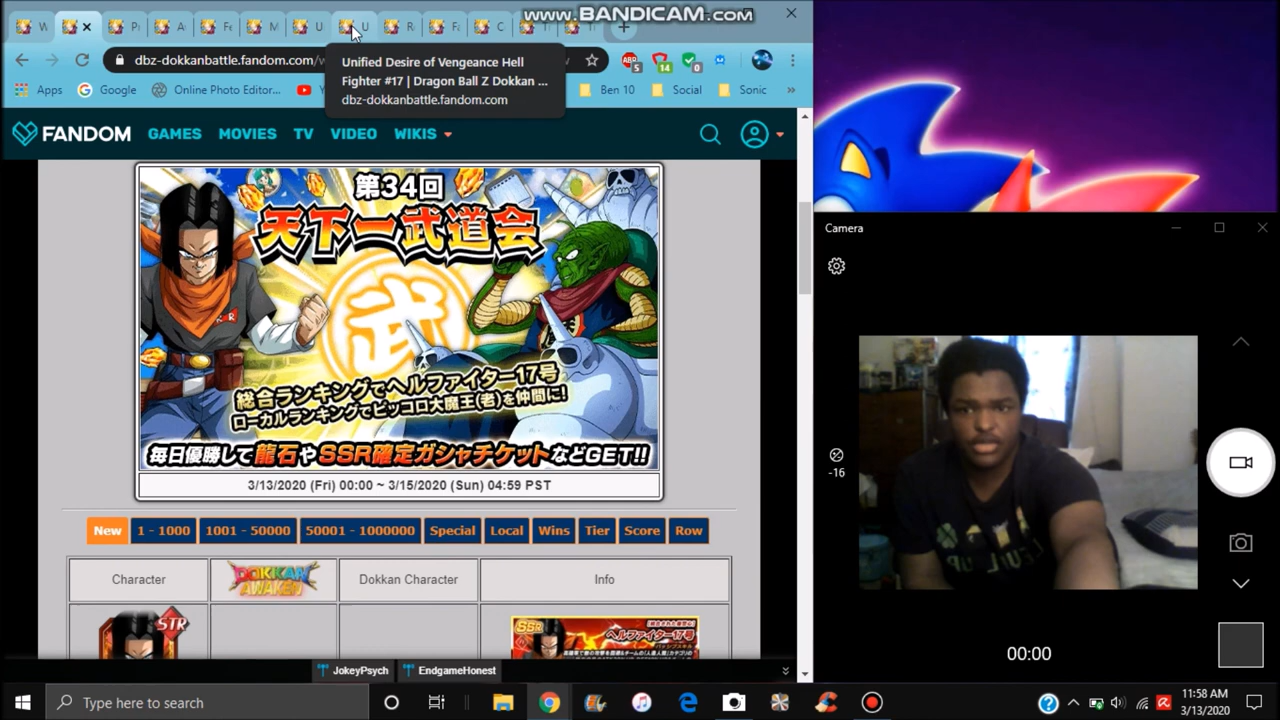 www.BANDICAM.com
W
P
A
Fe
M
U
U
R
Fa
C
T
T
dbz-dokkanbattle.fandom.com/w
5
14
0
Apps
Google
Online Photo Editor...
Y
Ben 10
Social
Sonic
»
Unified Desire of Vengeance Hell
Fighter #17 | Dragon Ball Z Dokkan ...
dbz-dokkanbattle.fandom.com
FANDOM
GAMES
MOVIES
TV
VIDEO
WIKIS
第34回
天下一武道会
武
RR
総合ランキングでヘルファイター17号
ローカルランキングでピッコロ大魔王(老)を仲間に!
毎日優勝して龍石やSSR確定ガシャチケットなどGET!!
3/13/2020 (Fri) 00:00 ~ 3/15/2020 (Sun) 04:59 PST
New
1 - 1000
1001 - 50000
50001 - 1000000
Special
Local
Wins
Tier
Score
Row
Character
DOKKAN
AWAKEN
Dokkan Character
Info
STR
SSR
ヘルファイター17号
JokeyPsych
EndgameHonest
Camera
-16
LEVEL UP
00:00
Type here to search
11:58 AM
3/13/2020